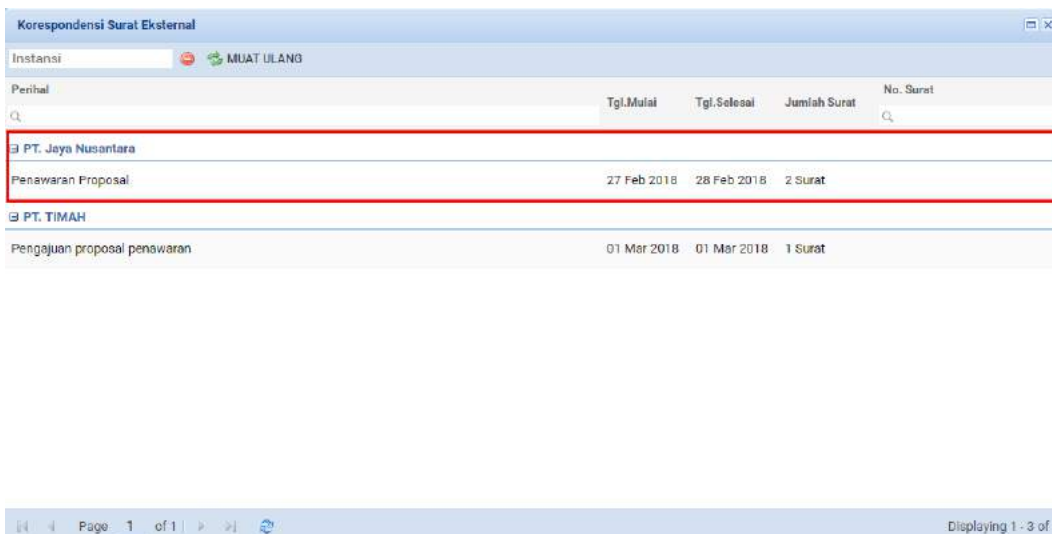 Korespondensi Surat Eksternal
Instansi MUAT ULANG
Perihal Tgl.Mulai Tgl.Selesai Jumlah Surat No. Surat
PT. Jaya Nusantara
Penawaran Proposal 27 Feb 2018 28 Feb 2018 2 Surat
PT. TIMAH
Pengajuan proposal penawaran 01 Mar 2018 01 Mar 2018 1 Surat
Page 1 of 1 Displaying 1 - 3 of